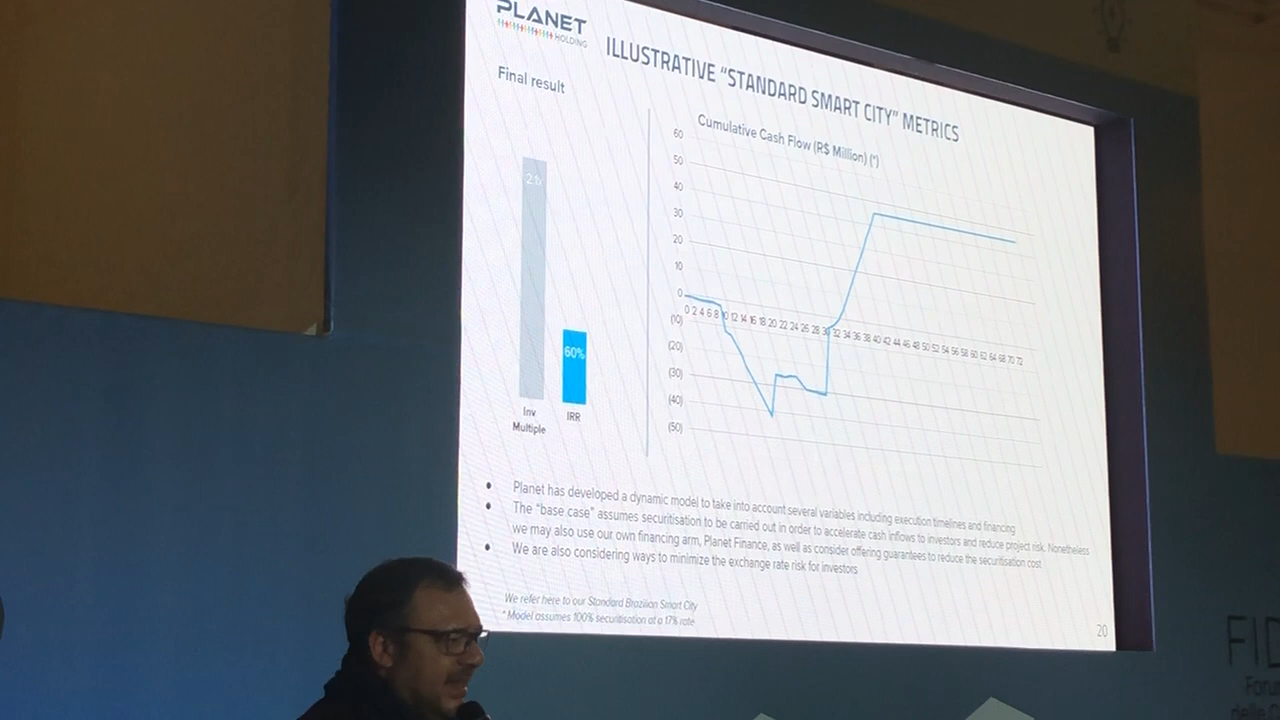 PLANET
HOLDING
ILLUSTRATIVE “STANDARD SMART CITY” METRICS
Final result
2.1x
60%
Inv
Multiple
IRR
Cumulative Cash Flow (R$ Million) (*)
60
50
40
30
20
10
0
(10)
(20)
(30)
(40)
(50)
0 2 4 6 8 10 12 14 16 18 20 22 24 26 28 30 32 34 36 38 40 42 44 46 48 50 52 54 56 58 60 62 64 66 68 70 72
• Planet has developed a dynamic model to take into account several variables including execution timelines and financing
• The “base case” assumes securitisation to be carried out in order to accelerate cash inflows to investors and reduce project risk. Nonetheless
we may also use our own financing arm, Planet Finance, as well as consider offering guarantees to reduce the securitisation cost
• We are also considering ways to minimize the exchange rate risk for investors
We refer here to our Standard Brazilian Smart City
* Model assumes 100% securitisation at a 17% rate
20